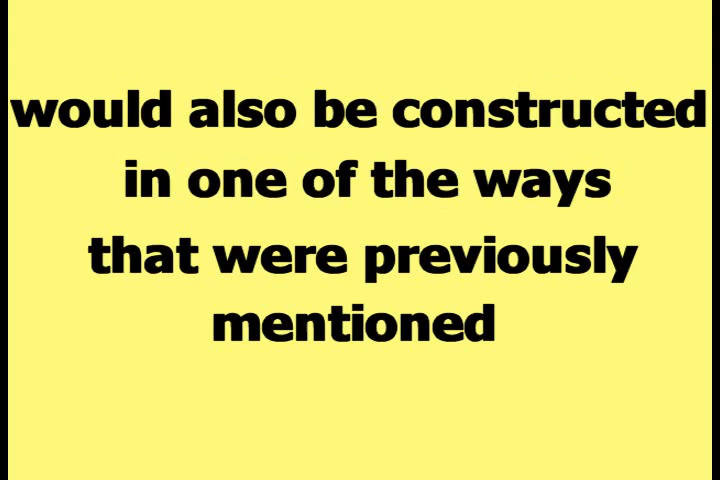 would also be constructed
in one of the ways
that were previously
mentioned